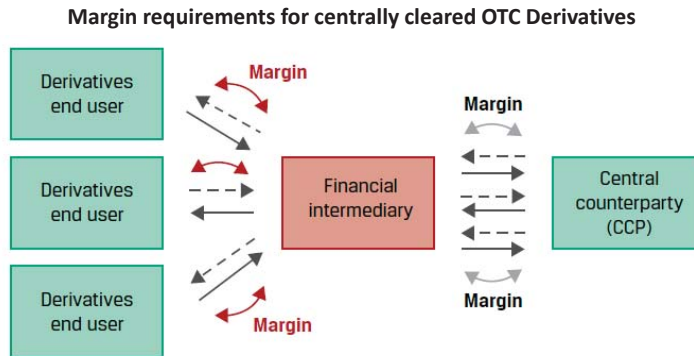 Margin requirements for centrally cleared OTC Derivatives
Derivatives
end user
Margin
Derivatives
end user
Derivatives
end user
Margin
Financial
intermediary
Margin
Margin
Central
counterparty
(CCP)